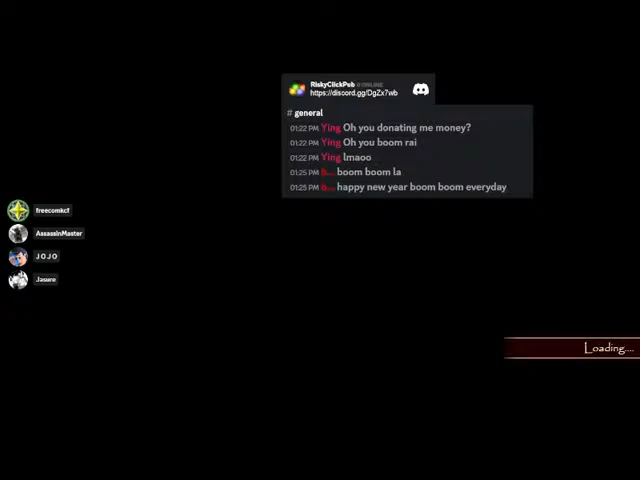 RiskyClickPub
https://discord.gg/DgZx7wb
# general
01:22 PM Ying Oh you donating me money?
01:22 PM Ying Oh you boom rai
01:22 PM Ying lmaoo
01:25 PM boom boom la
01:25 PM happy new year boom boom everyday
freecomkcf
AssassinMaster
J O J O
Jasure
Loading....